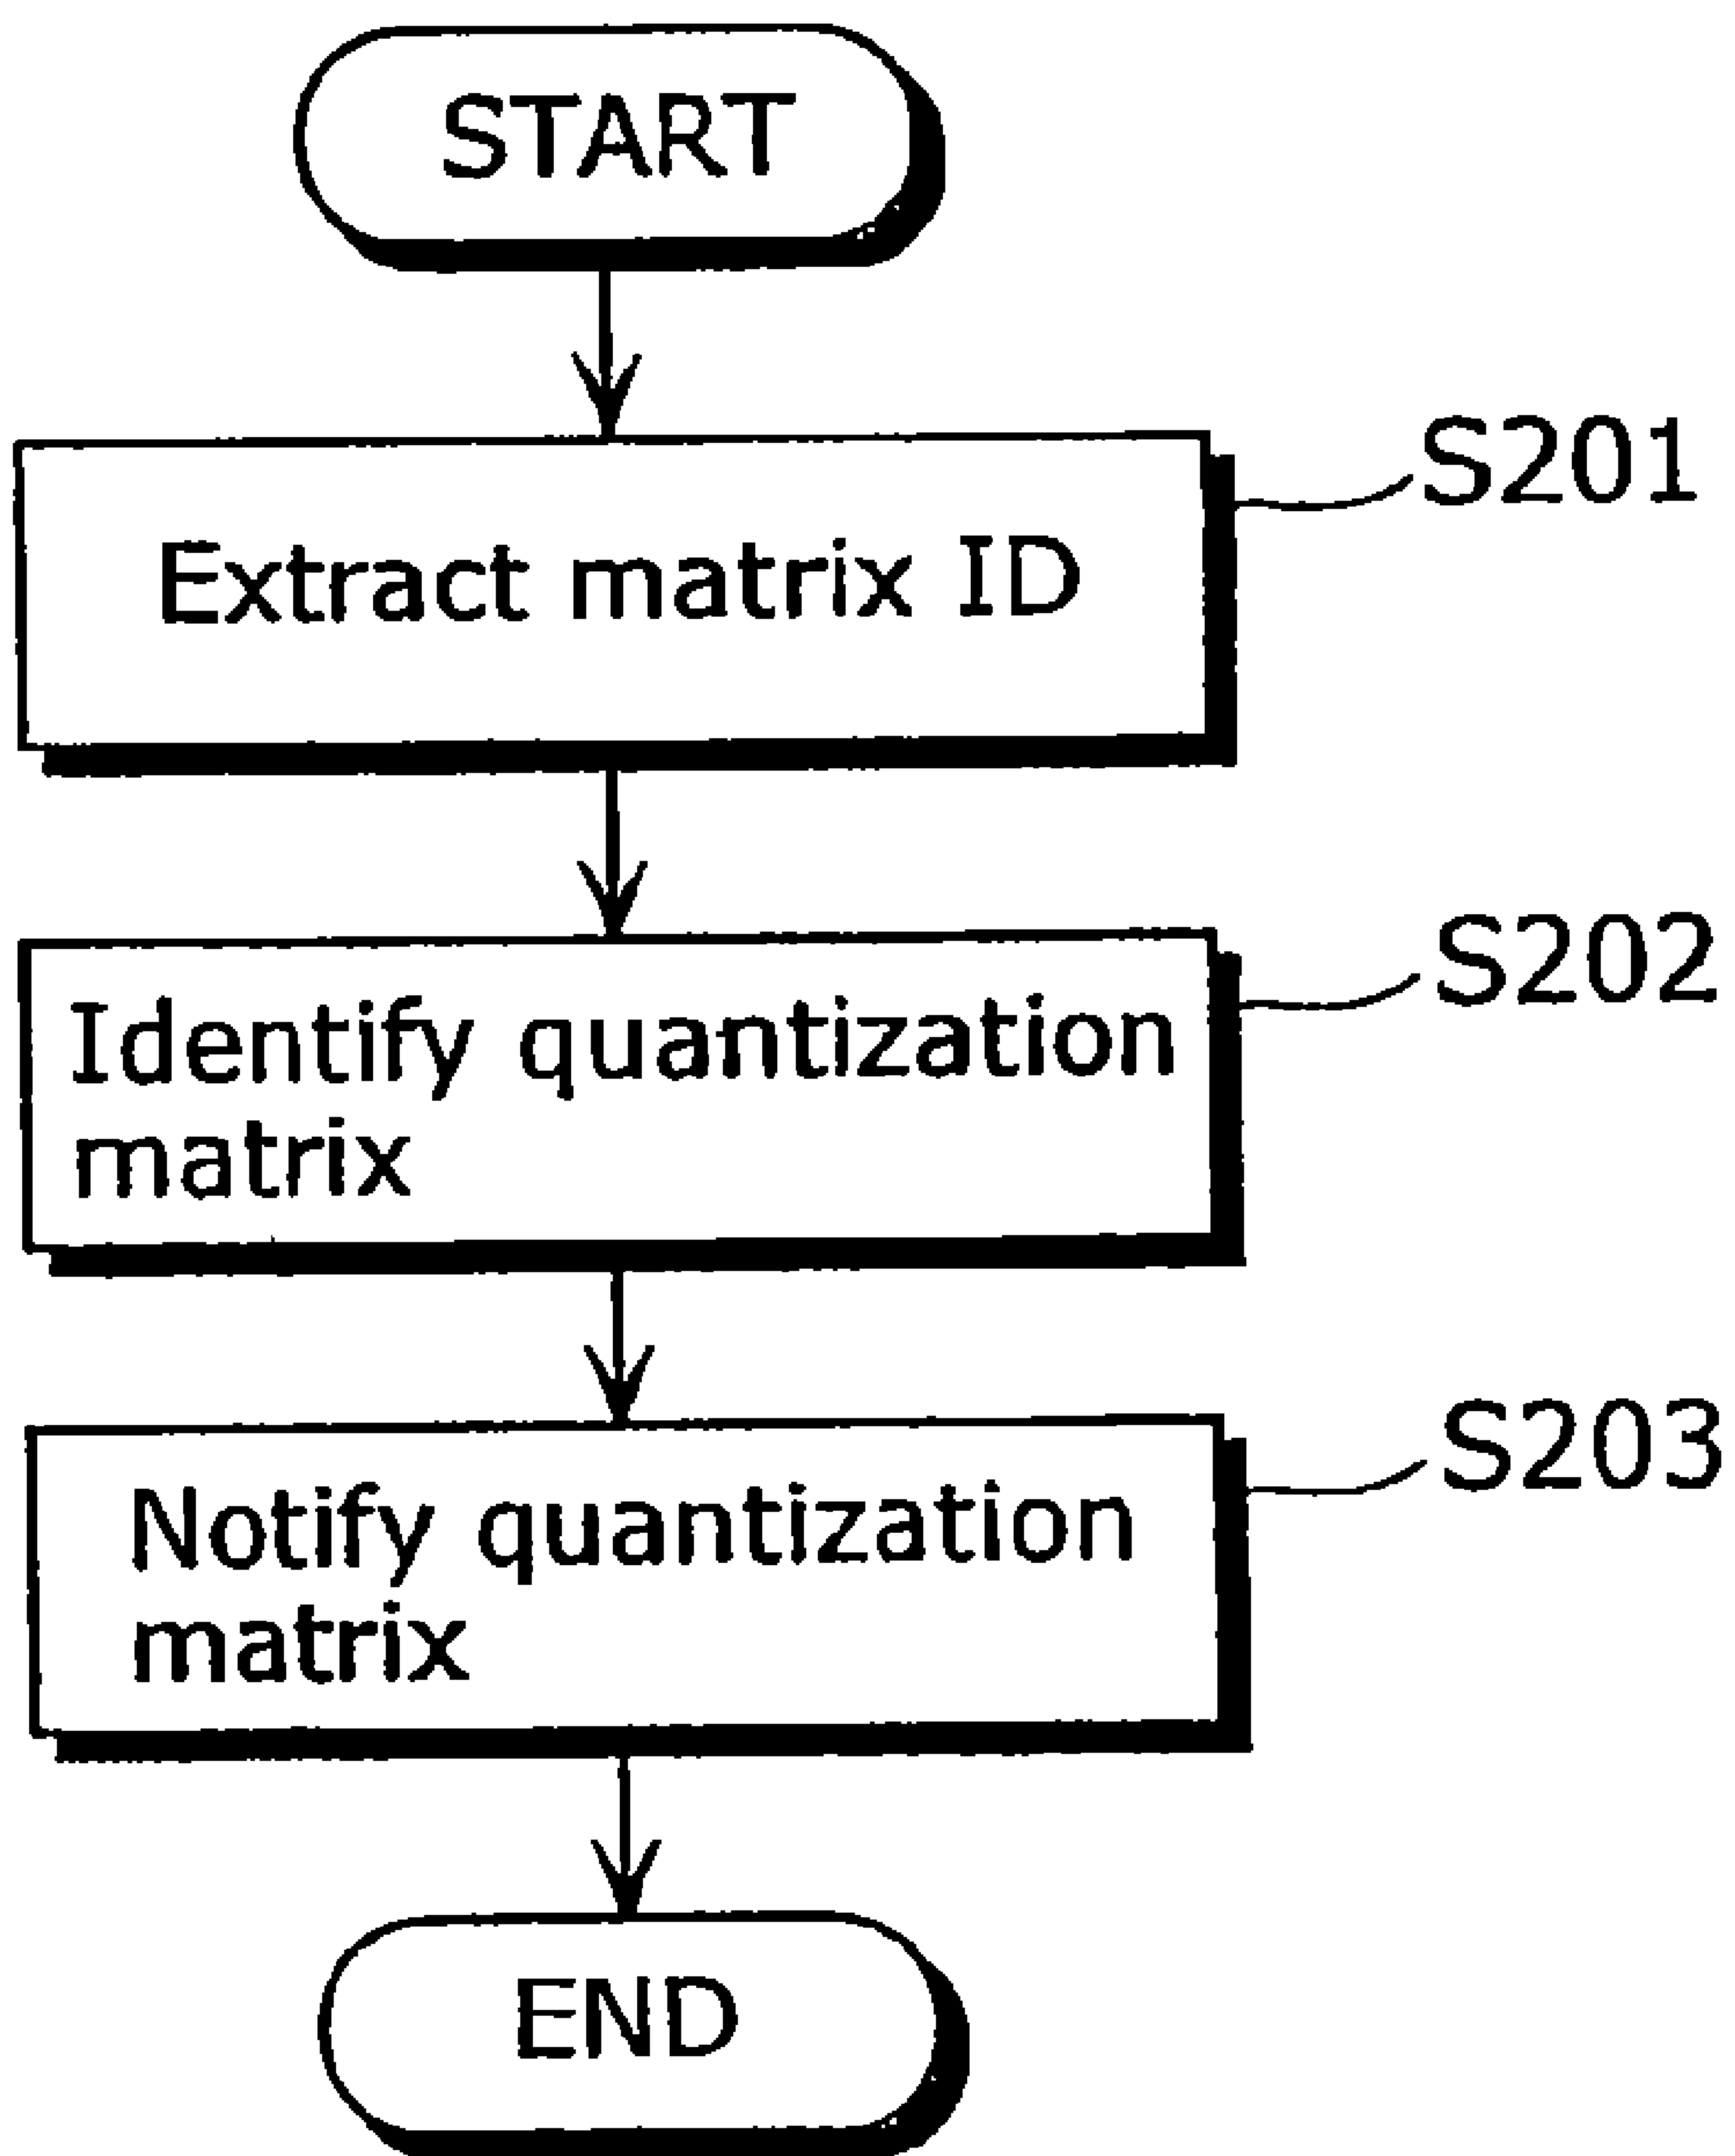 START
S201
Extract matrix ID
S202
Identify quantization
matrix
S203
Notify quantization
matrix
END